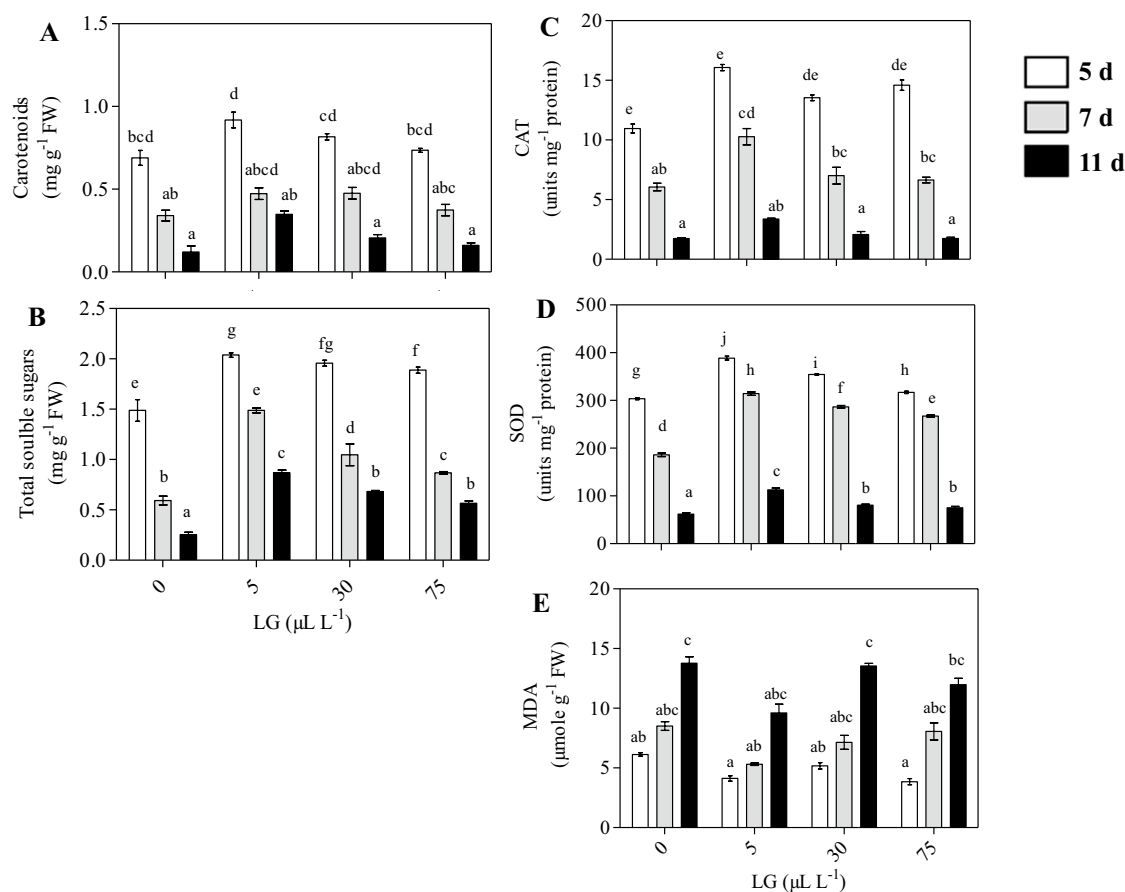 A
Carotenoids
(mg g⁻¹ FW)
1.5
1.0
0.5
0.0
bcd
ab
a
d
abcd
ab
cd
abcd
a
bcd
abc
a
B
Total soulble sugars
(mg g⁻¹ FW)
2.5
2.0
1.5
1.0
0.5
0.0
e
b
a
g
e
c
fg
d
b
f
c
b
0
5
30
75
LG (μL L⁻¹)
C
CAT
(units mg⁻¹ protein)
20
15
10
5
0
e
ab
a
e
cd
ab
de
bc
a
de
bc
a
D
SOD
(units mg⁻¹ protein)
500
400
300
200
100
0
g
d
a
j
h
c
i
f
b
h
e
b
E
MDA
(μmole g⁻¹ FW)
20
15
10
5
0
ab
abc
c
a
ab
abc
ab
abc
c
a
abc
bc
0
5
30
75
LG (μL L⁻¹)
5 d
7 d
11 d